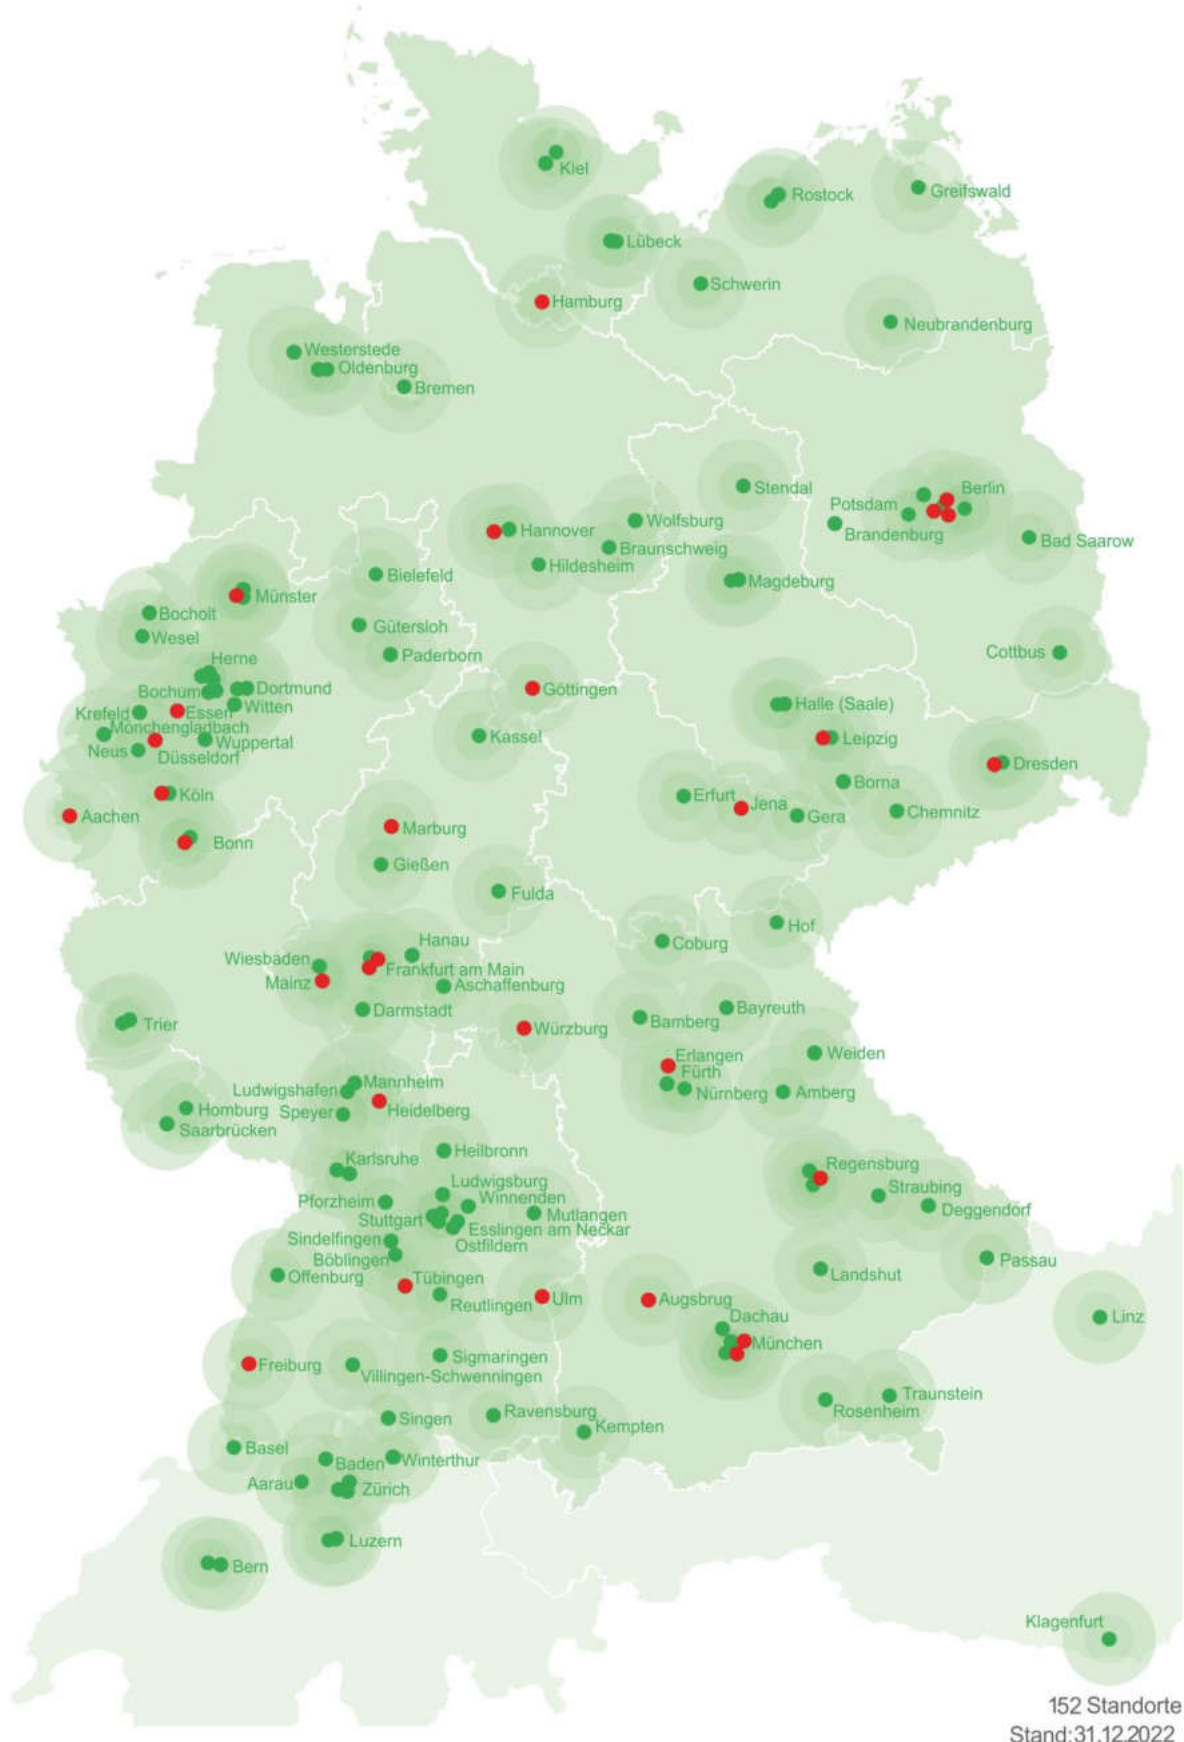 Kiel
Rostock
Greifswald
Lübeck
Schwerin
Hamburg
Neubrandenburg
Westerstede
Oldenburg
Bremen
Stendal
Berlin
Potsdam
Wolfsburg
Hannover
Brandenburg
Bad Saarow
Braunschweig
Hildesheim
Bielefeld
Magdeburg
Münster
Bocholt
Gütersloh
Wesel
Cottbus
Paderborn
Herne
Bochum
Dortmund
Göttingen
Halle (Saale)
Witten
Krefeld
Essen
Mönchengladbach
Kassel
Leipzig
Wuppertal
Neus
Düsseldorf
Dresden
Borna
Köln
Erfurt
Jena
Chemnitz
Aachen
Gera
Marburg
Bonn
Gießen
Fulda
Hof
Hanau
Coburg
Wiesbaden
Frankfurt am Main
Mainz
Aschaffenburg
Bayreuth
Darmstadt
Bamberg
Trier
Würzburg
Weiden
Erlangen
Fürth
Mannheim
Ludwigshafen
Nürnberg
Amberg
Homburg
Speyer
Heidelberg
Saarbrücken
Heilbronn
Karlsruhe
Regensburg
Ludwigsburg
Straubing
Winnenden
Pforzheim
Deggendorf
Mutlangen
Stuttgart
Esslingen am Neckar
Sindelfingen
Ostfildern
Böblingen
Passau
Offenburg
Tübingen
Landshut
Reutlingen
Ulm
Augsbrug
Dachau
Linz
München
Sigmaringen
Freiburg
Villingen-Schwenningen
Traunstein
Rosenheim
Ravensburg
Singen
Kempten
Basel
Baden
Winterthur
Aarau
Zürich
Luzern
Bern
Klagenfurt
152 Standorte
Stand:31.12.2022